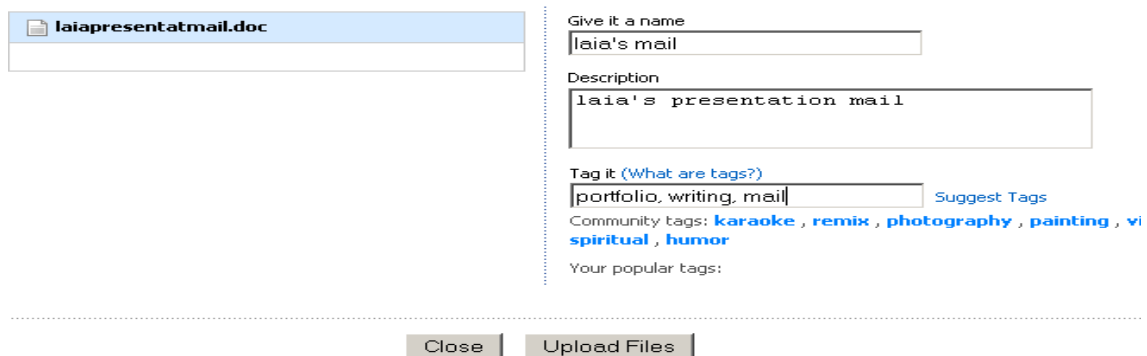 laiapresentatmail.doc
Give it a name
laia's mail
Description
laia's presentation mail
Tag it (What are tags?)
portfolio, writing, mail
Suggest Tags
Community tags: karaoke , remix , photography , painting ,
spiritual , humor
Your popular tags:
Close
Upload Files